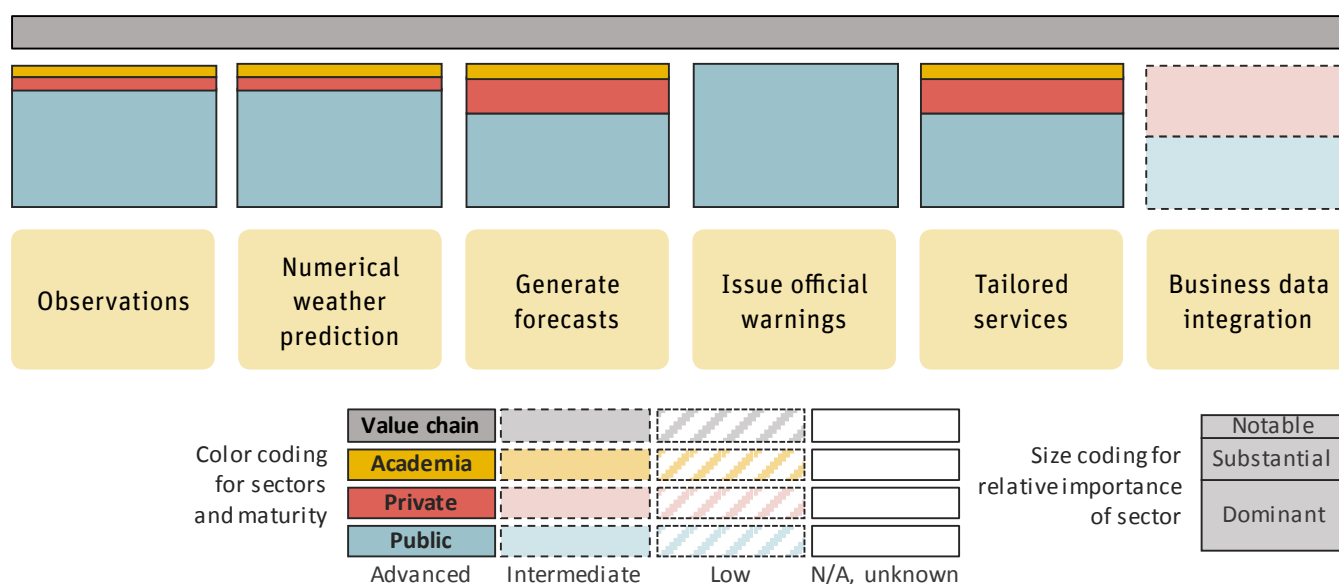 Observations
Numerical
weather
prediction
Generate
forecasts
Issue official
warnings
Tailored
services
Business data
integration
Color coding
for sectors
and maturity
Value chain
Academia
Private
Public
Advanced
Intermediate
Low
N/A, unknown
Size coding for
relative importance
of sector
Notable
Substantial
Dominant